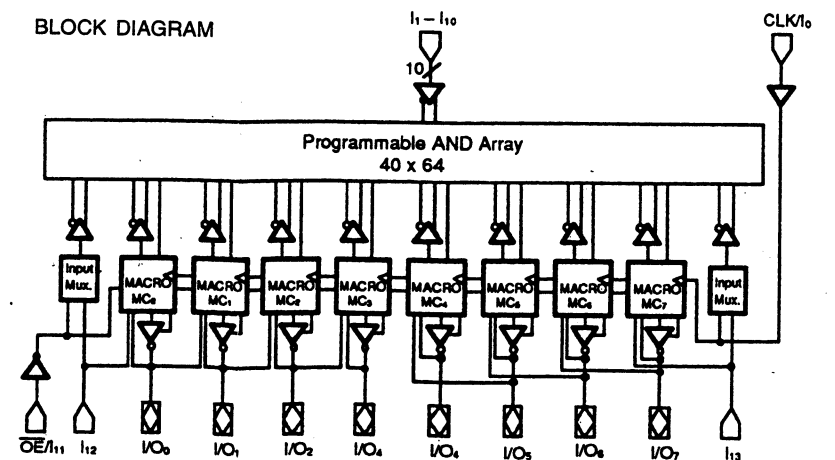 BLOCK DIAGRAM
I₁ – I₁₀
CLK/I₀
10
Programmable AND Array
40 x 64
Input
Mux.
MACRO
MC₀
MACRO
MC₁
MACRO
MC₂
MACRO
MC₃
MACRO
MC₄
MACRO
MC₅
MACRO
MC₆
MACRO
MC₇
Input
Mux.
O̅E̅/I₁₁
I₁₂
I/O₀
I/O₁
I/O₂
I/O₄
I/O₄
I/O₅
I/O₆
I/O₇
I₁₃